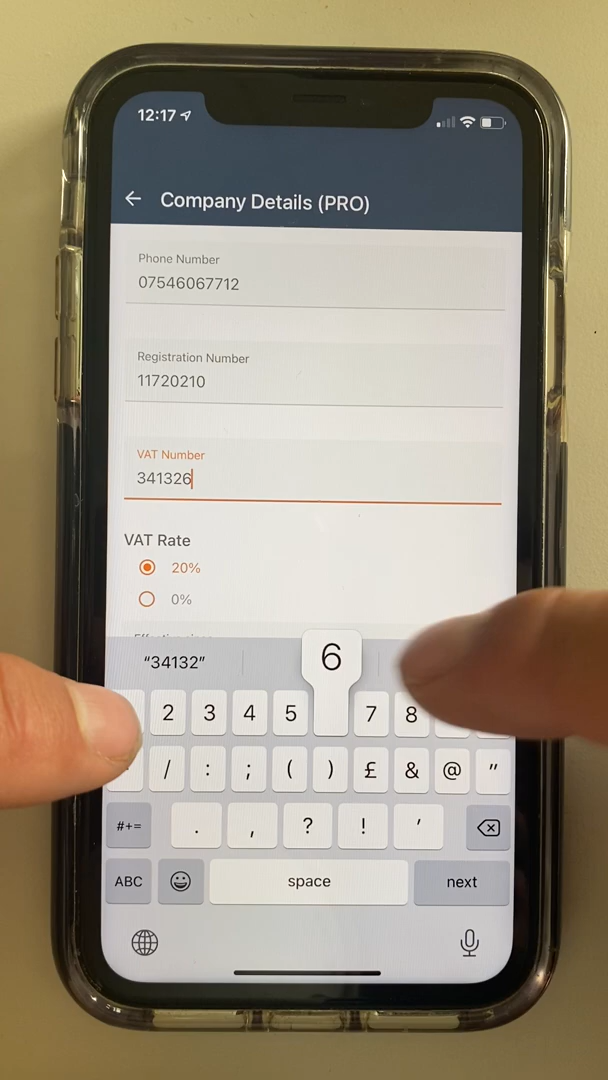 12:17
Company Details (PRO)
Phone Number
07546067712
Registration Number
11720210
VAT Number
341326
VAT Rate
20%
0%
"34132"
6
2 3 4 5 7 8
/ : ; ( ) £ & @ "
#+= . , ? ! '
ABC space next